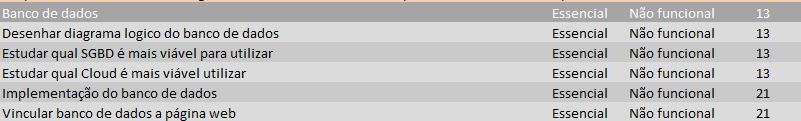 Banco de dados Essencial Não funcional 13
Desenhar diagrama logico do banco de dados Essencial Não funcional 13
Estudar qual SGBD é mais viável para utilizar Essencial Não funcional 13
Estudar qual Cloud é mais viável utilizar Essencial Não funcional 13
Implementação do banco de dados Essencial Não funcional 21
Vincular banco de dados a página web Essencial Não funcional 21